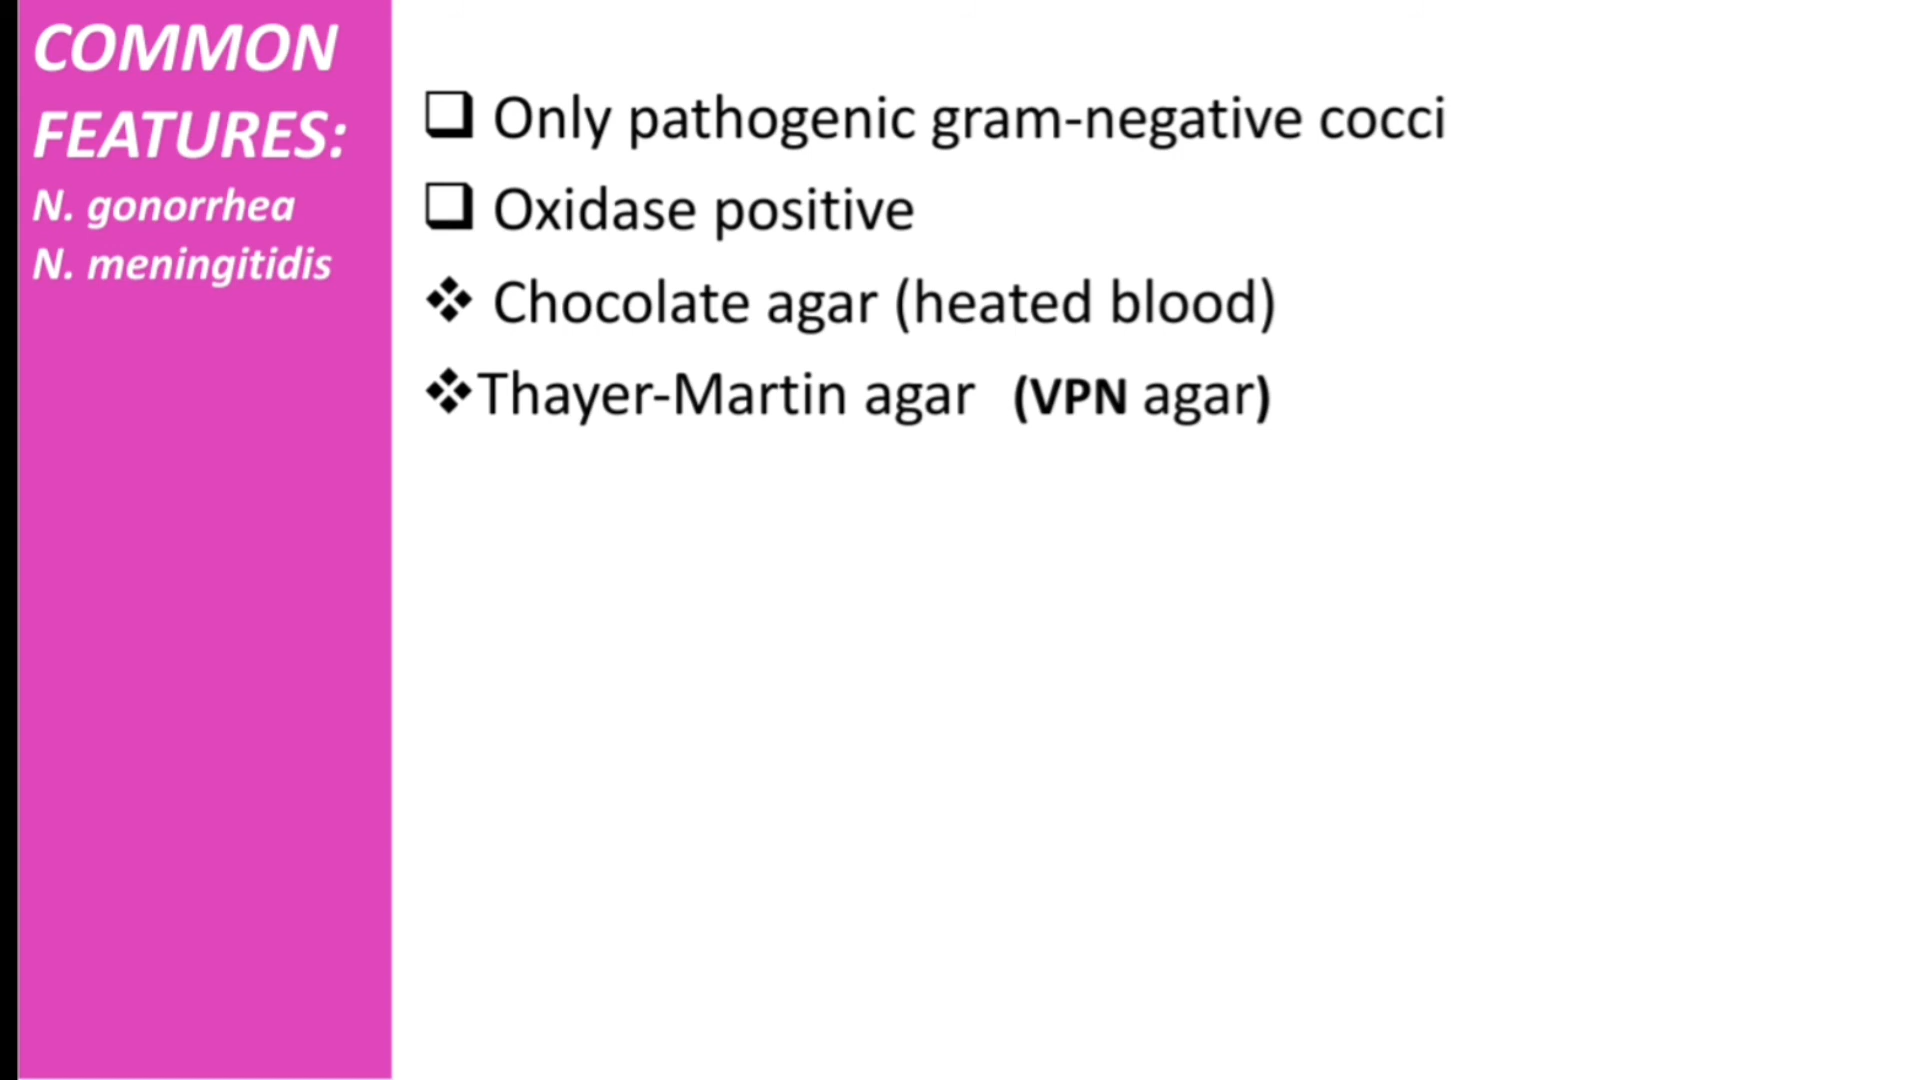 COMMON
FEATURES:
N. gonorrhea
N. meningitidis
❑ Only pathogenic gram-negative cocci
❑ Oxidase positive
❖ Chocolate agar (heated blood)
❖Thayer-Martin agar (VPN agar)